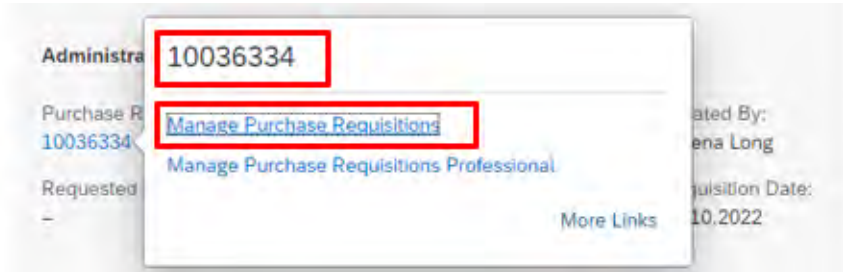 Administra
10036334
Purchase R
ated By:
Manage Purchase Requisitions
10036334
ena Long
Manage Purchase Requisitions Professional
Requested
quisition Date:
–
More Links
10.2022